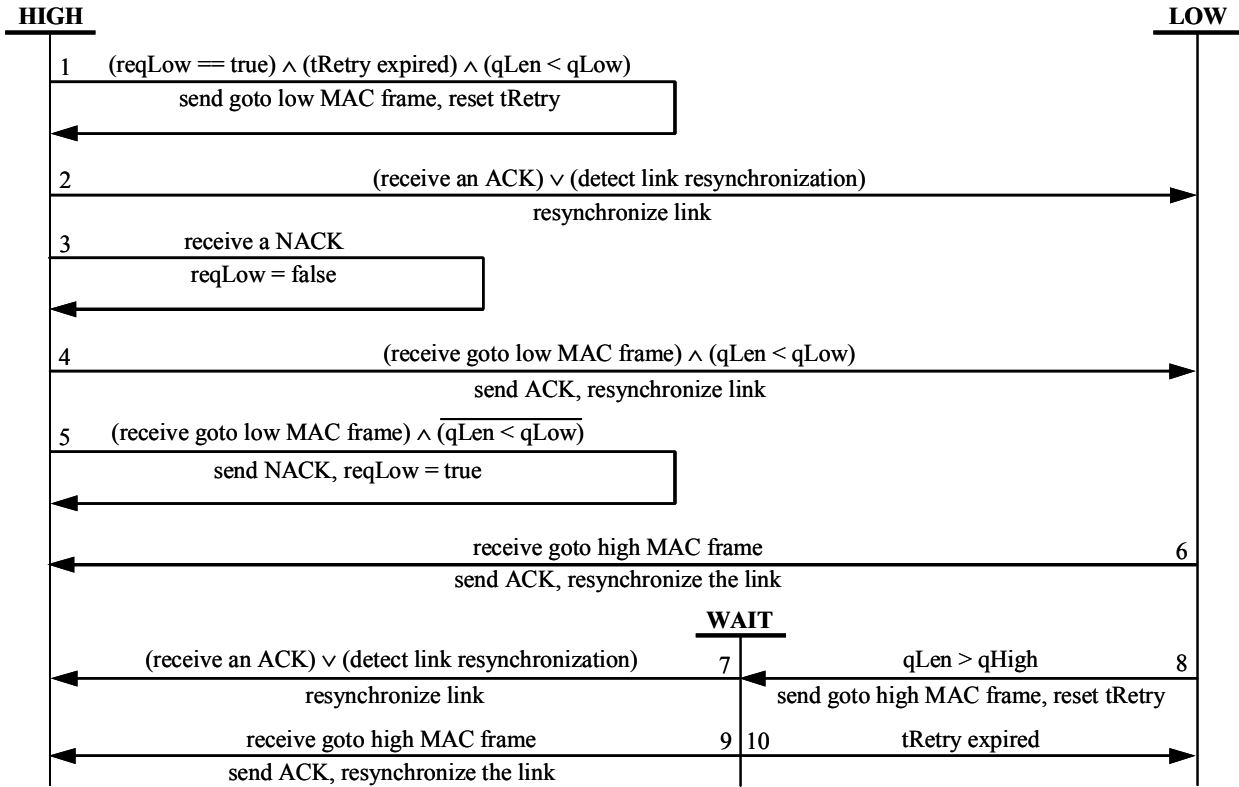 HIGH LOW
1 (reqLow == true) ∧ (tRetry expired) ∧ (qLen < qLow)
send goto low MAC frame, reset tRetry
2 (receive an ACK) ∨ (detect link resynchronization)
resynchronize link
3 receive a NACK
reqLow = false
4 (receive goto low MAC frame) ∧ (qLen < qLow)
send ACK, resynchronize link
5 (receive goto low MAC frame) ∧ (q̅L̅e̅n̅ ̅<̅ ̅q̅L̅o̅w̅)
send NACK, reqLow = true
receive goto high MAC frame 6
send ACK, resynchronize the link
WAIT
(receive an ACK) ∨ (detect link resynchronization) 7 qLen > qHigh 8
resynchronize link send goto high MAC frame, reset tRetry
receive goto high MAC frame 9 10 tRetry expired
send ACK, resynchronize the link